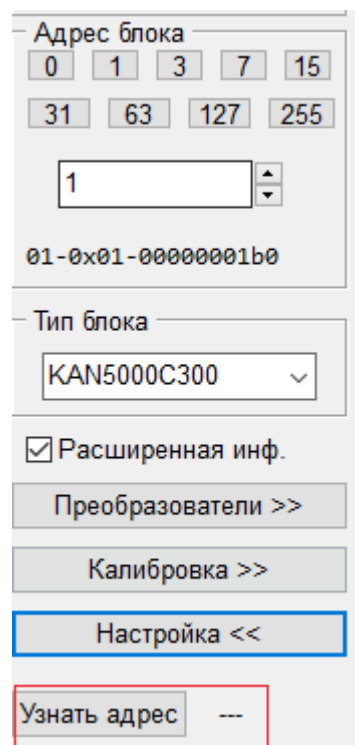 Адрес блока
0 1 3 7 15
31 63 127 255
1
01-0x01-00000001b0
Тип блока
KAN5000C300
Расширенная инф.
Преобразователи >>
Калибровка >>
Настройка <<
Узнать адрес ---